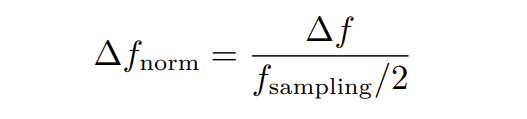 Δf_norm = Δf / (f_sampling/2)